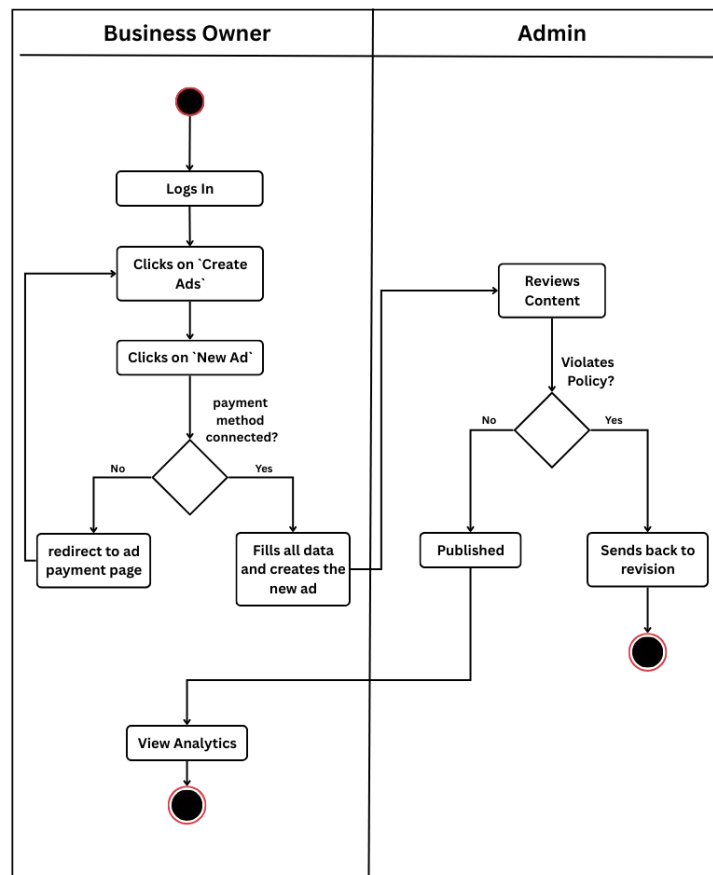 Business Owner
Admin
Logs In
Clicks on `Create
Ads`
Clicks on `New Ad`
payment
method
connected?
No
Yes
redirect to ad
payment page
Fills all data
and creates the
new ad
Reviews
Content
Violates
Policy?
No
Yes
Published
Sends back to
revision
View Analytics